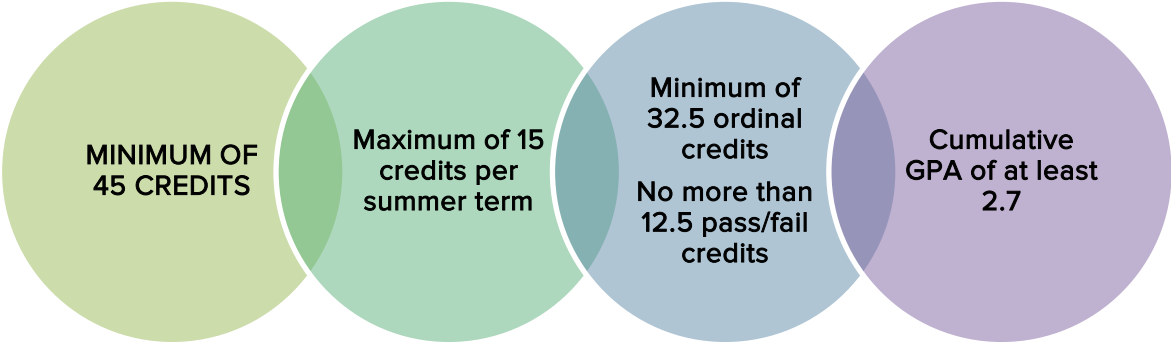 MINIMUM OF
45 CREDITS
Maximum of 15
credits per
summer term
Minimum of
32.5 ordinal
credits
No more than
12.5 pass/fail
credits
Cumulative
GPA of at least
2.7